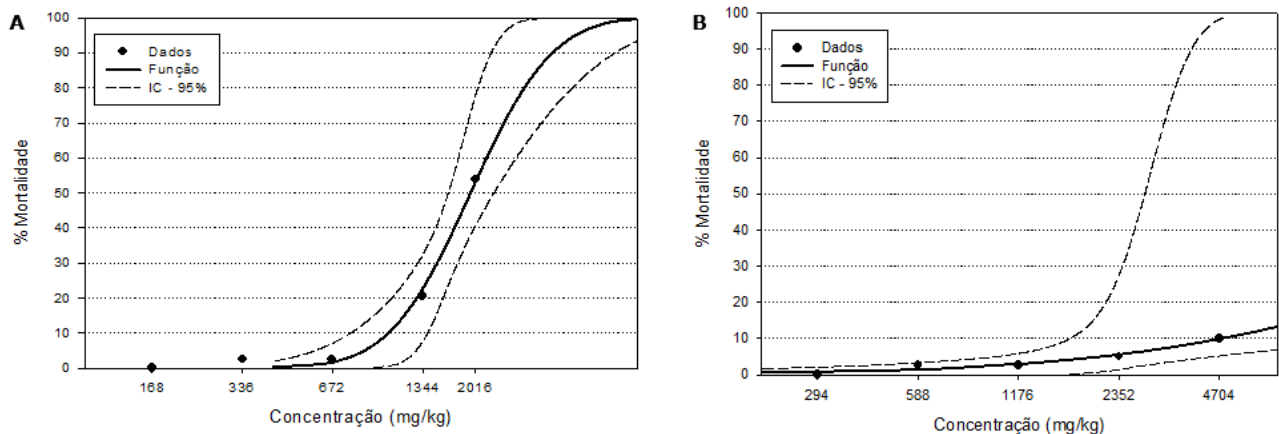 A
100
90
80
70
60
50
40
30
20
10
0
% Mortalidade
Dados
Função
IC - 95%
168 336 672 1344 2016
Concentração (mg/kg)
B
100
90
80
70
60
50
40
30
20
10
0
% Mortalidade
Dados
Função
IC - 95%
294 588 1176 2352 4704
Concentração (mg/kg)